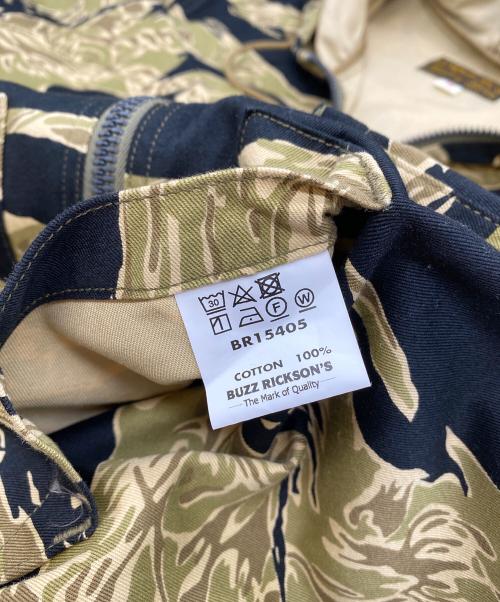 30
F W
BR15405
COTTON 100%
BUZZ RICKSON'S
The Mark of Quality